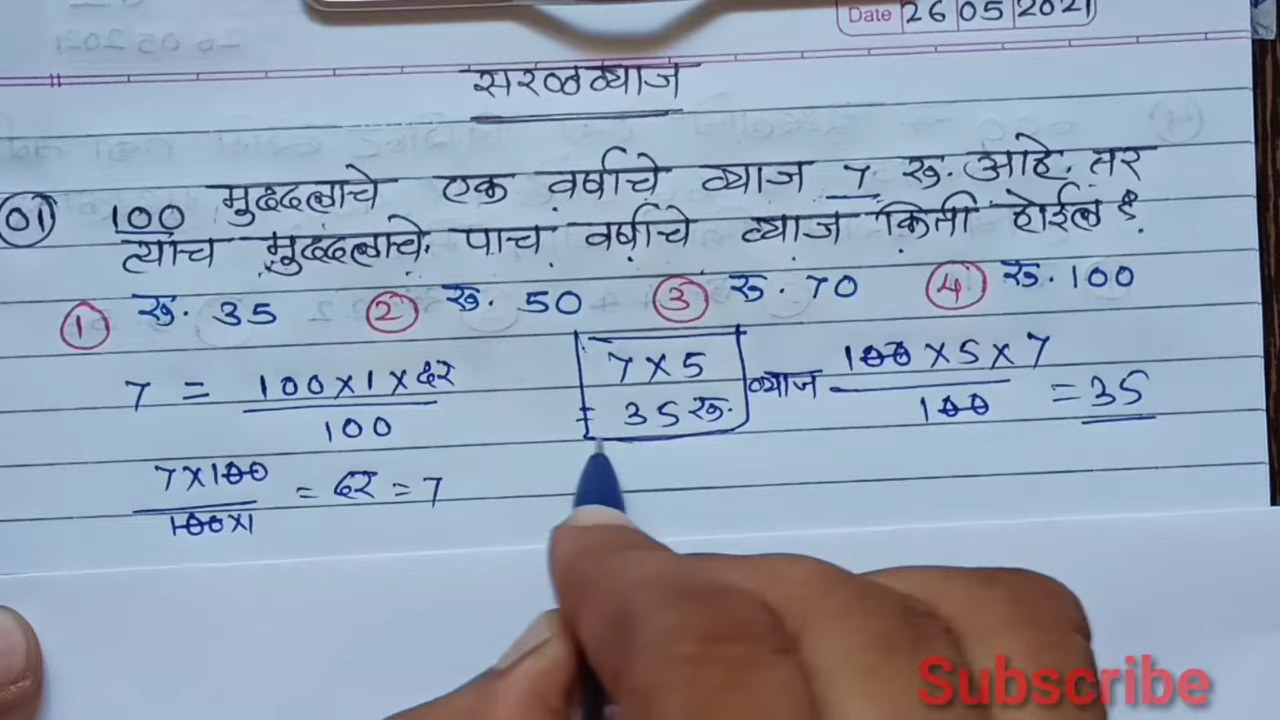 Date 26 05 2021
सरळव्याज
01 100 मुद्दलाचे एक वर्षाचे व्याज 7 रु. आहे. तर
त्याच मुद्दलाचे पाच वर्षाचे व्याज किती होईल ?
1 रु. 35 2 रु. 50 3 रु. 70 4 रु. 100
7 = 100×1×दर / 100
7×100 / 100×1 = दर = 7
7×5
= 35 रु.
व्याज 100×5×7 / 100 = 35
Subscribe